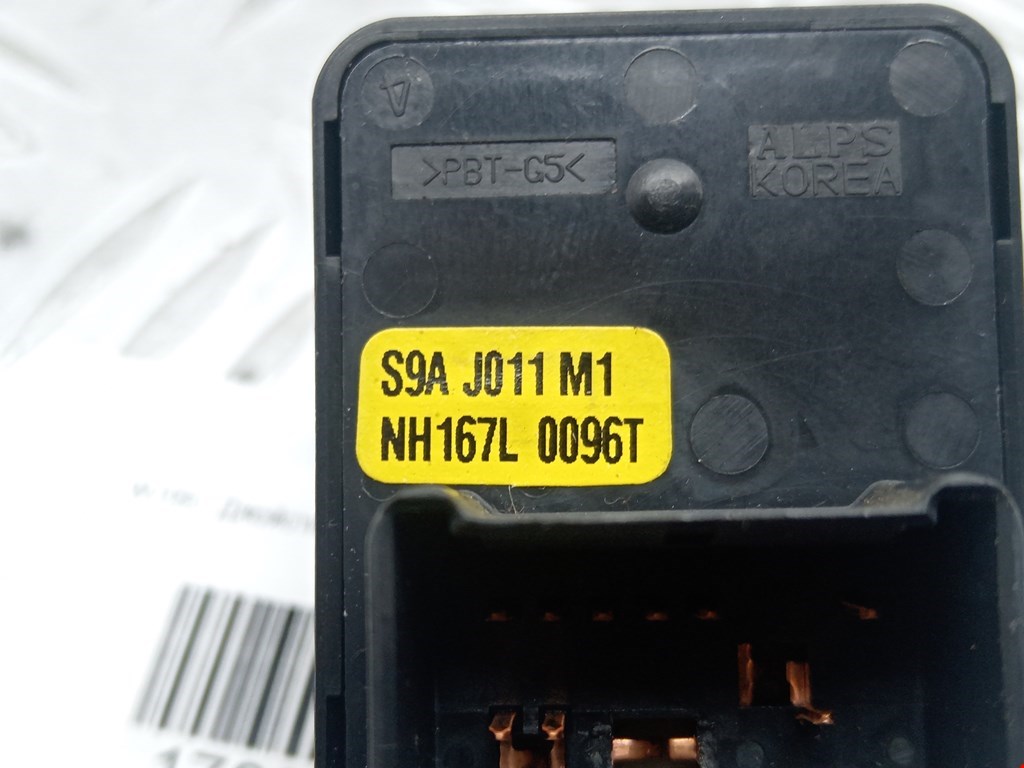 >PBT-G5<
ALPS
KOREA
S9A J011 M1
NH167L 0096T